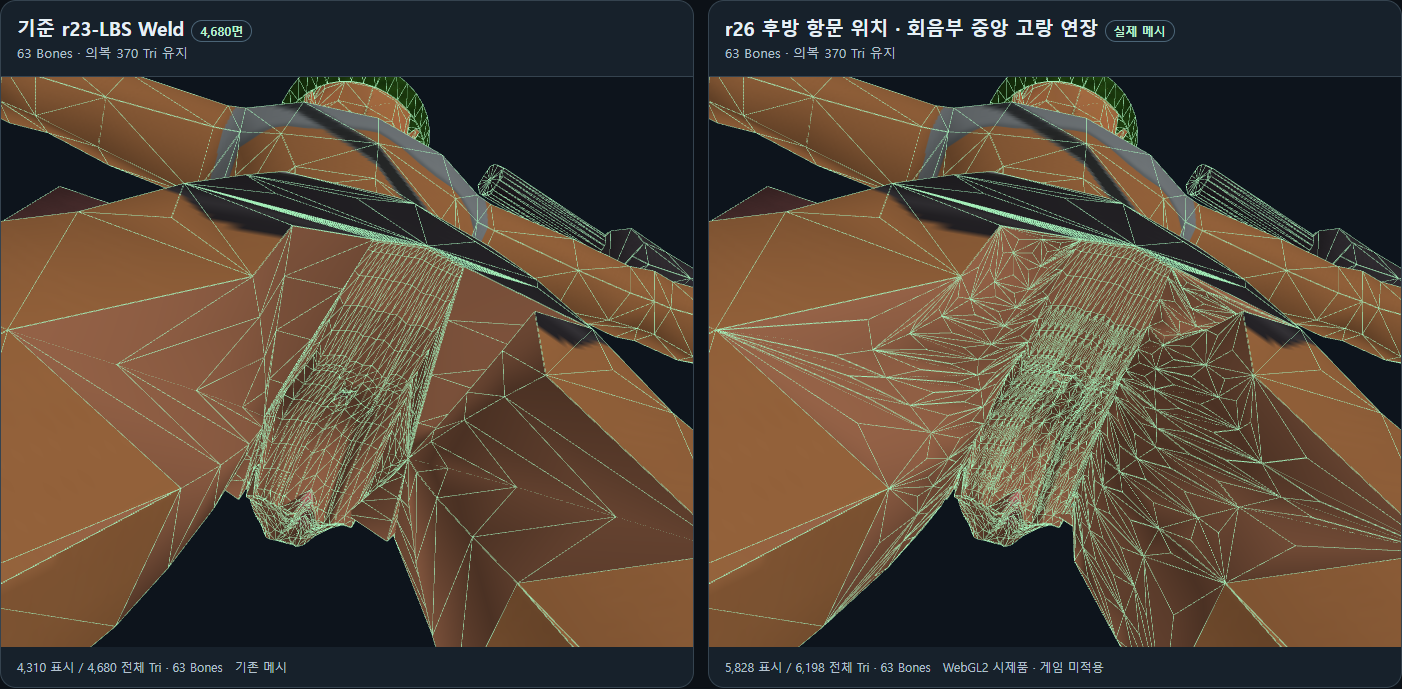 기준 r23-LBS Weld 4,680면
63 Bones · 의복 370 Tri 유지
4,310 표시 / 4,680 전체 Tri · 63 Bones 기존 메시
r26 후방 항문 위치 · 회음부 중앙 고랑 연장 실제 메시
63 Bones · 의복 370 Tri 유지
5,828 표시 / 6,198 전체 Tri · 63 Bones WebGL2 시제품 · 게임 미적용